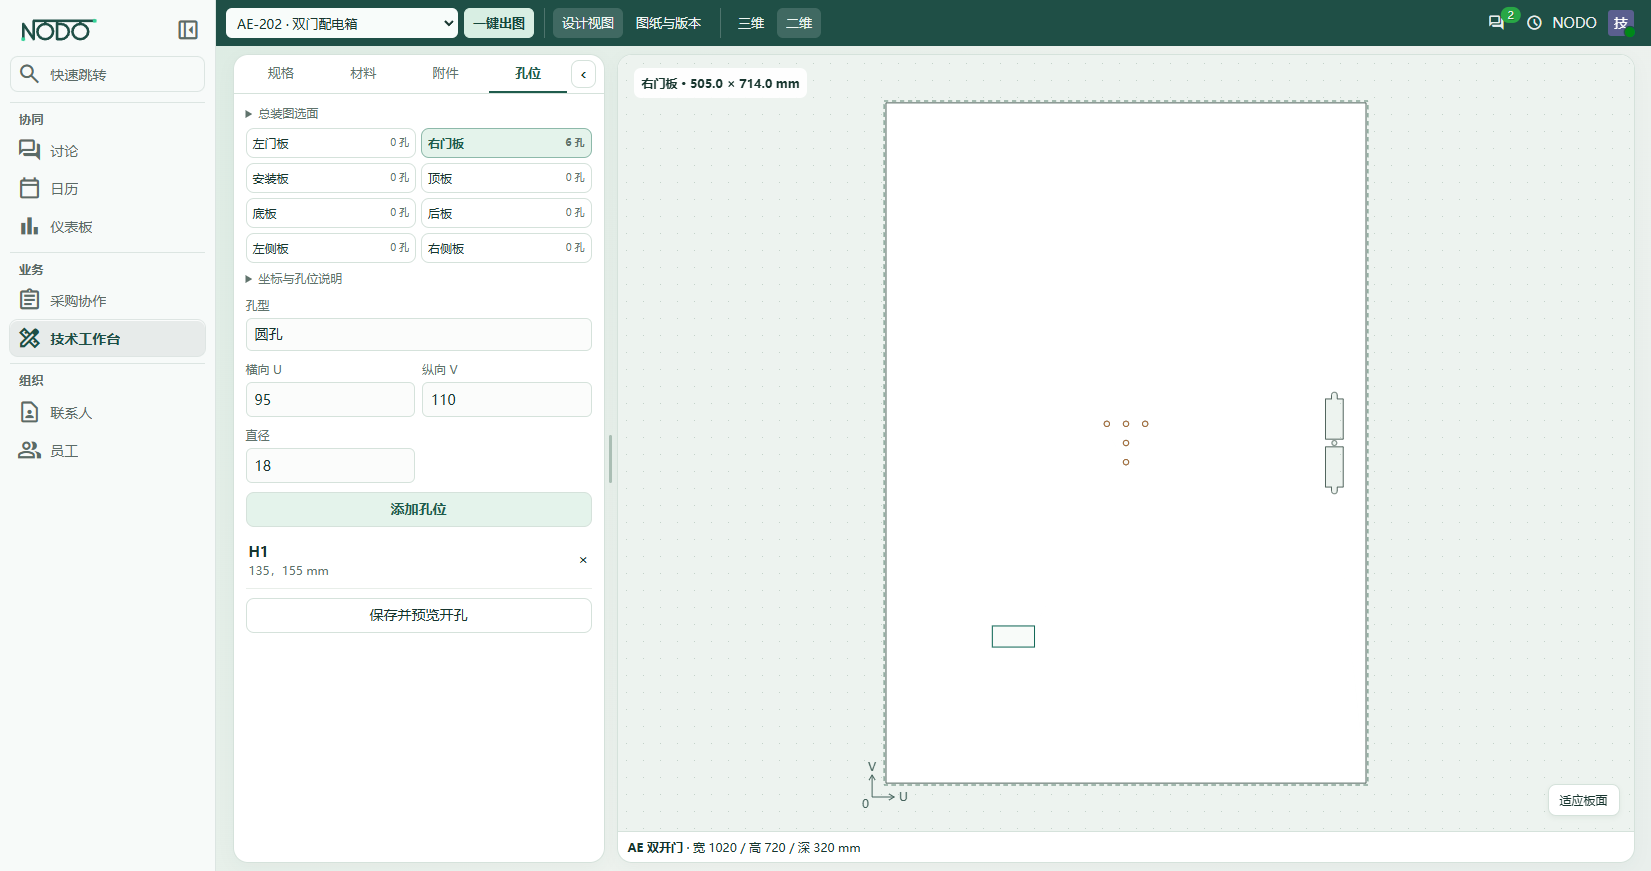 NODO
快速跳转
协同
讨论
日历
仪表板
业务
采购协作
技术工作台
组织
联系人
员工
AE-202 · 双门配电箱
一键出图
设计视图
图纸与版本
三维
二维
2
NODO
技
规格
材料
附件
孔位
总装图选面
左门板 0 孔
右门板 6 孔
安装板 0 孔
顶板 0 孔
底板 0 孔
后板 0 孔
左侧板 0 孔
右侧板 0 孔
坐标与孔位说明
孔型
圆孔
横向 U
纵向 V
95
110
直径
18
添加孔位
H1
135，155 mm
×
保存并预览开孔
右门板 • 505.0 × 714.0 mm
V
0
U
适应板面
AE 双开门 · 宽 1020 / 高 720 / 深 320 mm